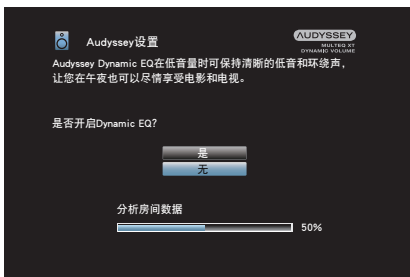 Audyssey设置
AUDYSSEY
MULTEQ XT
DYNAMIC VOLUME
Audyssey Dynamic EQ在低音量时可保持清晰的低音和环绕声，
让您在午夜也可以尽情享受电影和电视。
是否开启Dynamic EQ?
是
无
分析房间数据
50%